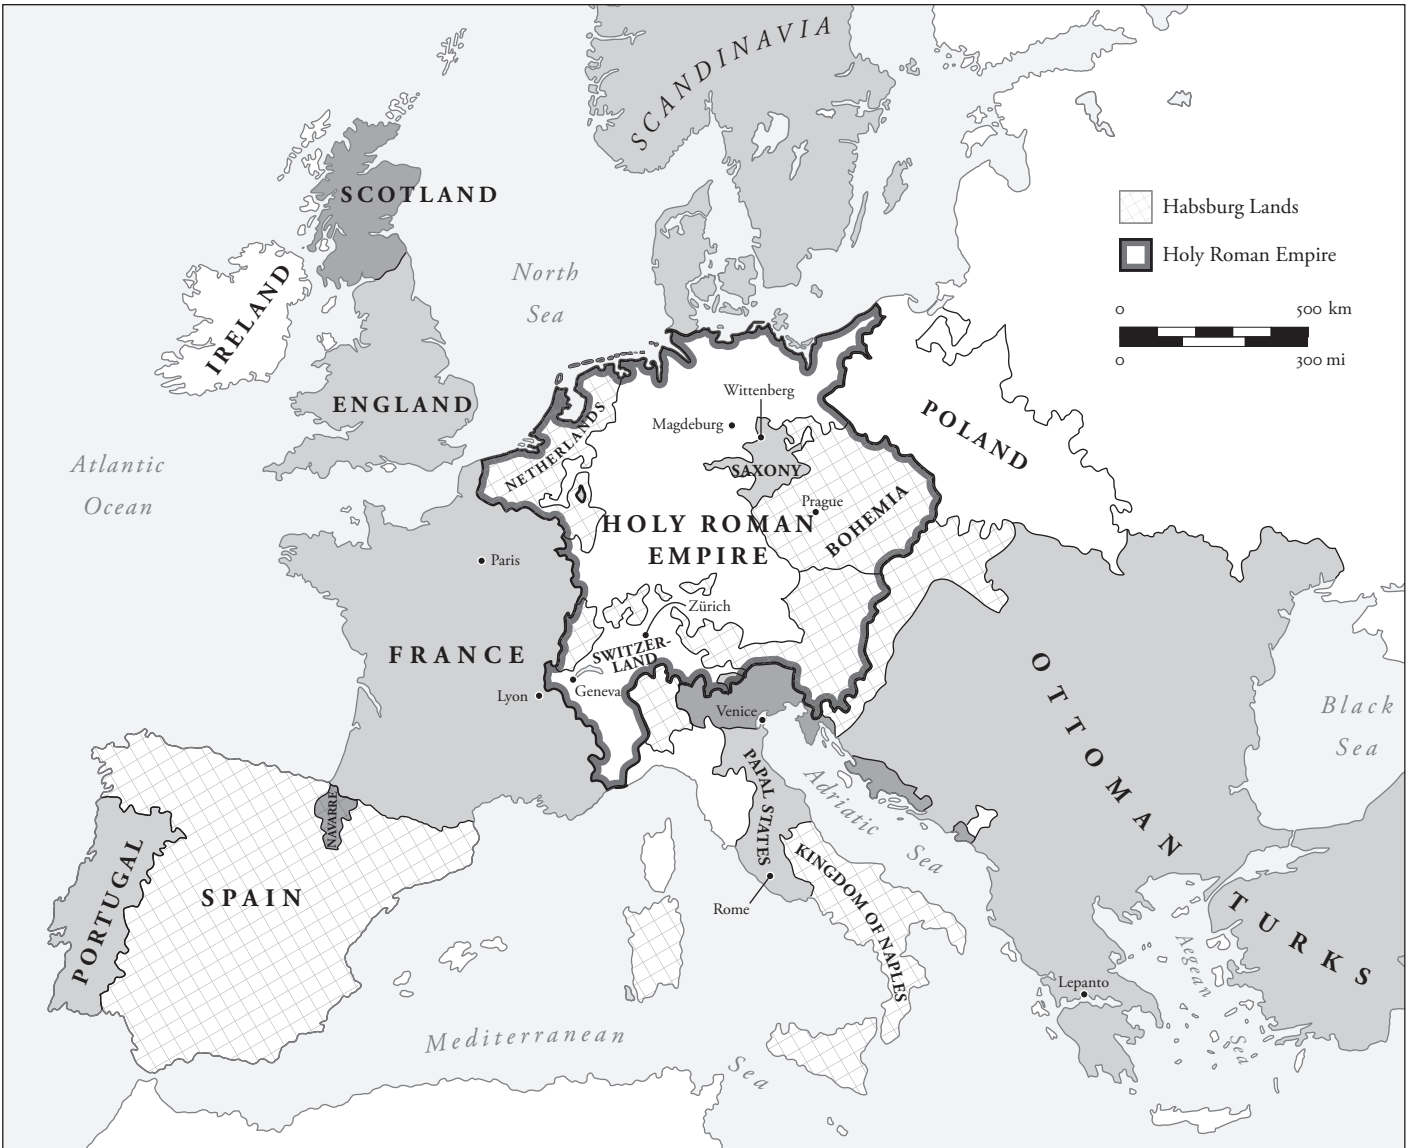 SCANDINAVIA
SCOTLAND
Habsburg Lands
Holy Roman Empire
North
Sea
IRELAND
0 500 km
0 300 mi
ENGLAND
Wittenberg
Magdeburg
POLAND
NETHERLANDS
SAXONY
Atlantic
Ocean
Prague
BOHEMIA
HOLY ROMAN
EMPIRE
Paris
Zürich
FRANCE
SWITZER-
LAND
Geneva
Lyon
Venice
OTTOMAN
Black
Sea
PAPAL STATES
Adriatic
Sea
NAVARRE
PORTUGAL
SPAIN
KINGDOM OF NAPLES
Rome
TURKS
Aegean
Sea
Lepanto
Mediterranean
Sea